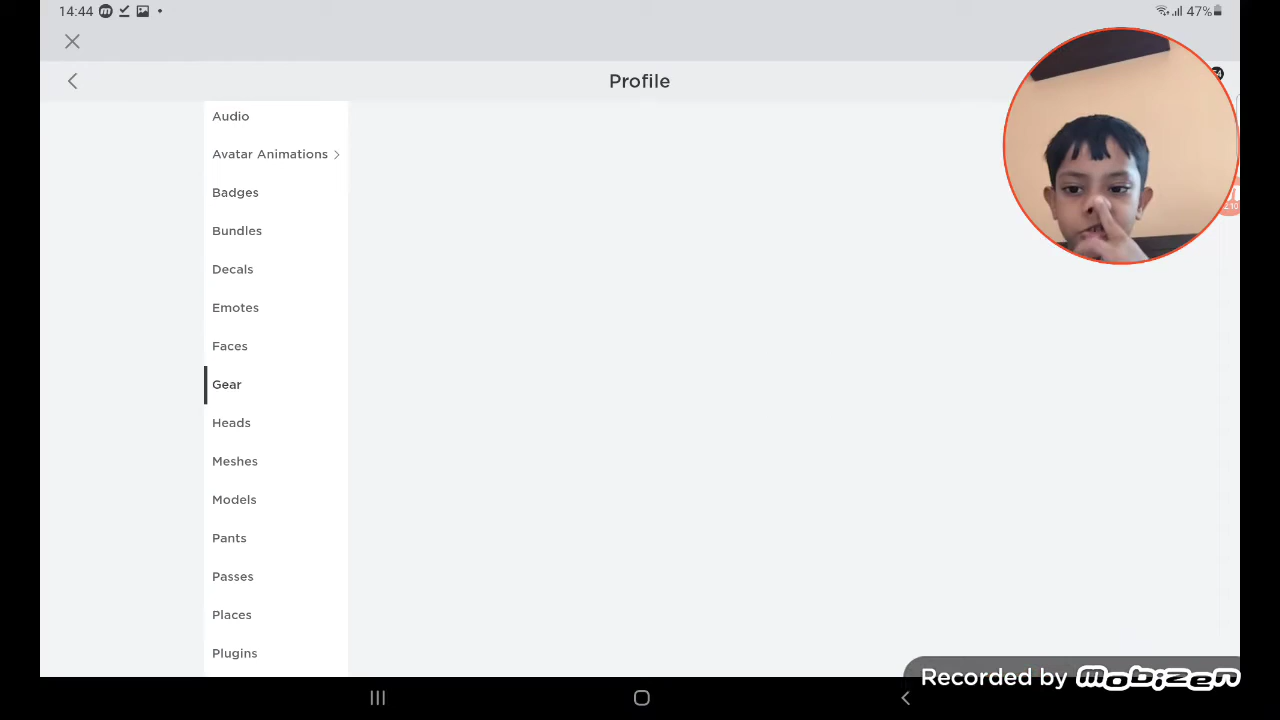 14:44
47%
Profile
Audio
Avatar Animations
Badges
Bundles
Decals
Emotes
Faces
Gear
Heads
Meshes
Models
Pants
Passes
Places
Plugins
Recorded by mobizen